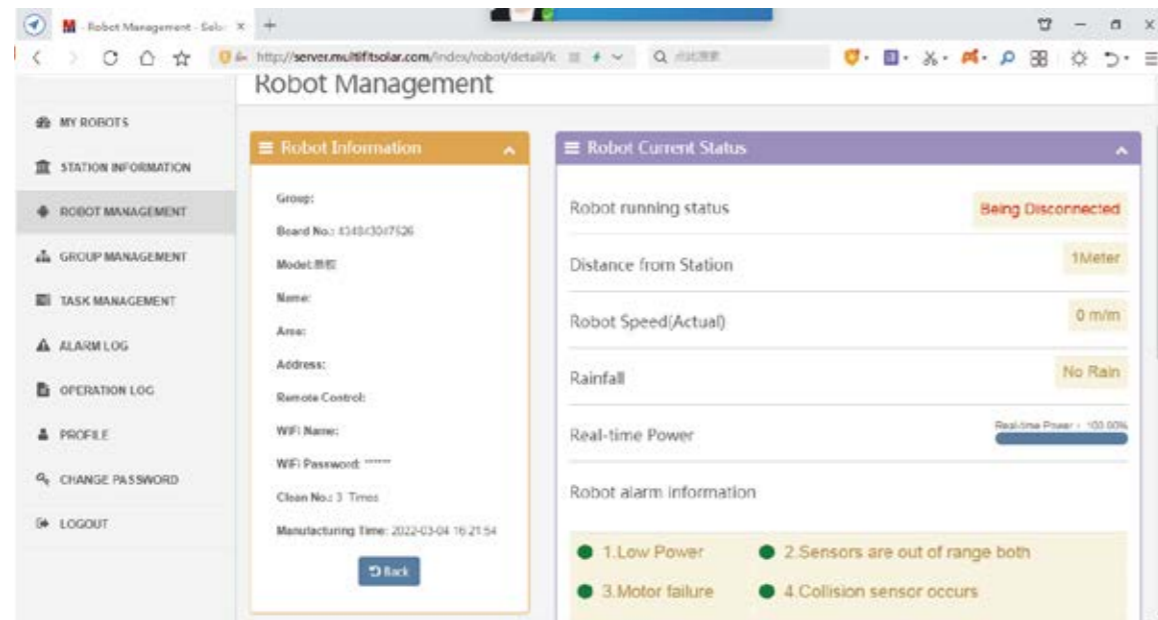 Robot Management - Solo
http://server.multifitsolar.com/index/robot/detail/k
Robot Management
MY ROBOTS
STATION INFORMATION
ROBOT MANAGEMENT
GROUP MANAGEMENT
TASK MANAGEMENT
ALARM LOG
OPERATION LOG
PROFILE
CHANGE PASSWORD
LOGOUT
Robot Information
Group:
Board No.:
Model:
Name:
Area:
Address:
Remote Control:
WiFi Name:
WiFi Password: ******
Clean No.: 3 Times
Manufacturing Time: 2022-03-04 16:21:54
Back
Robot Current Status
Robot running status
Being Disconnected
Distance from Station
1Meter
Robot Speed(Actual)
0 m/m
Rainfall
No Rain
Real-time Power
Real-time Power : 100.00%
Robot alarm information
1.Low Power
2.Sensors are out of range both
3.Motor failure
4.Collision sensor occurs